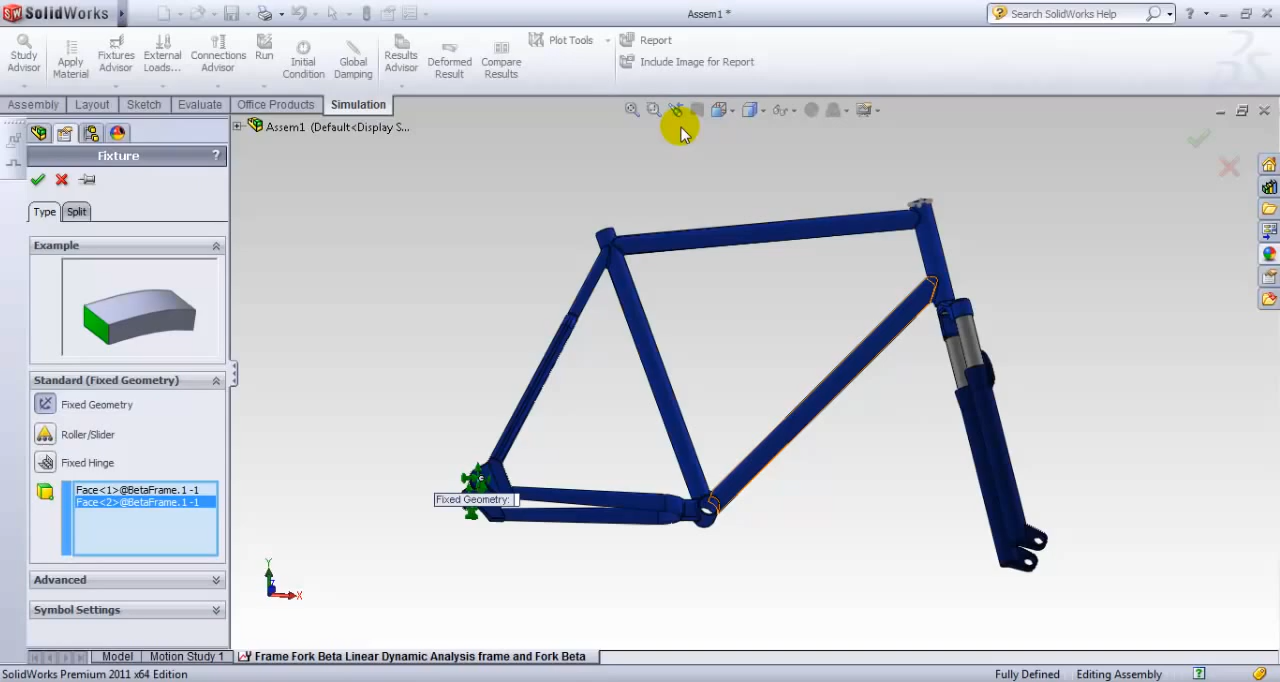 SolidWorks
Assem1 *
Search SolidWorks Help
Study Advisor
Apply Material
Fixtures Advisor
External Loads...
Connections Advisor
Run
Initial Condition
Global Damping
Results Advisor
Deformed Result
Compare Results
Plot Tools
Report
Include Image for Report
Assembly
Layout
Sketch
Evaluate
Office Products
Simulation
Assem1 (Default<Display S...
Fixture
?
Type
Split
Example
Standard (Fixed Geometry)
Fixed Geometry
Roller/Slider
Fixed Hinge
Face<1>@BetaFrame.1-1
Face<2>@BetaFrame.1-1
Advanced
Symbol Settings
Fixed Geometry:
Y
Z
X
Model
Motion Study 1
Frame Fork Beta Linear Dynamic Analysis frame and Fork Beta
SolidWorks Premium 2011 x64 Edition
Fully Defined
Editing Assembly